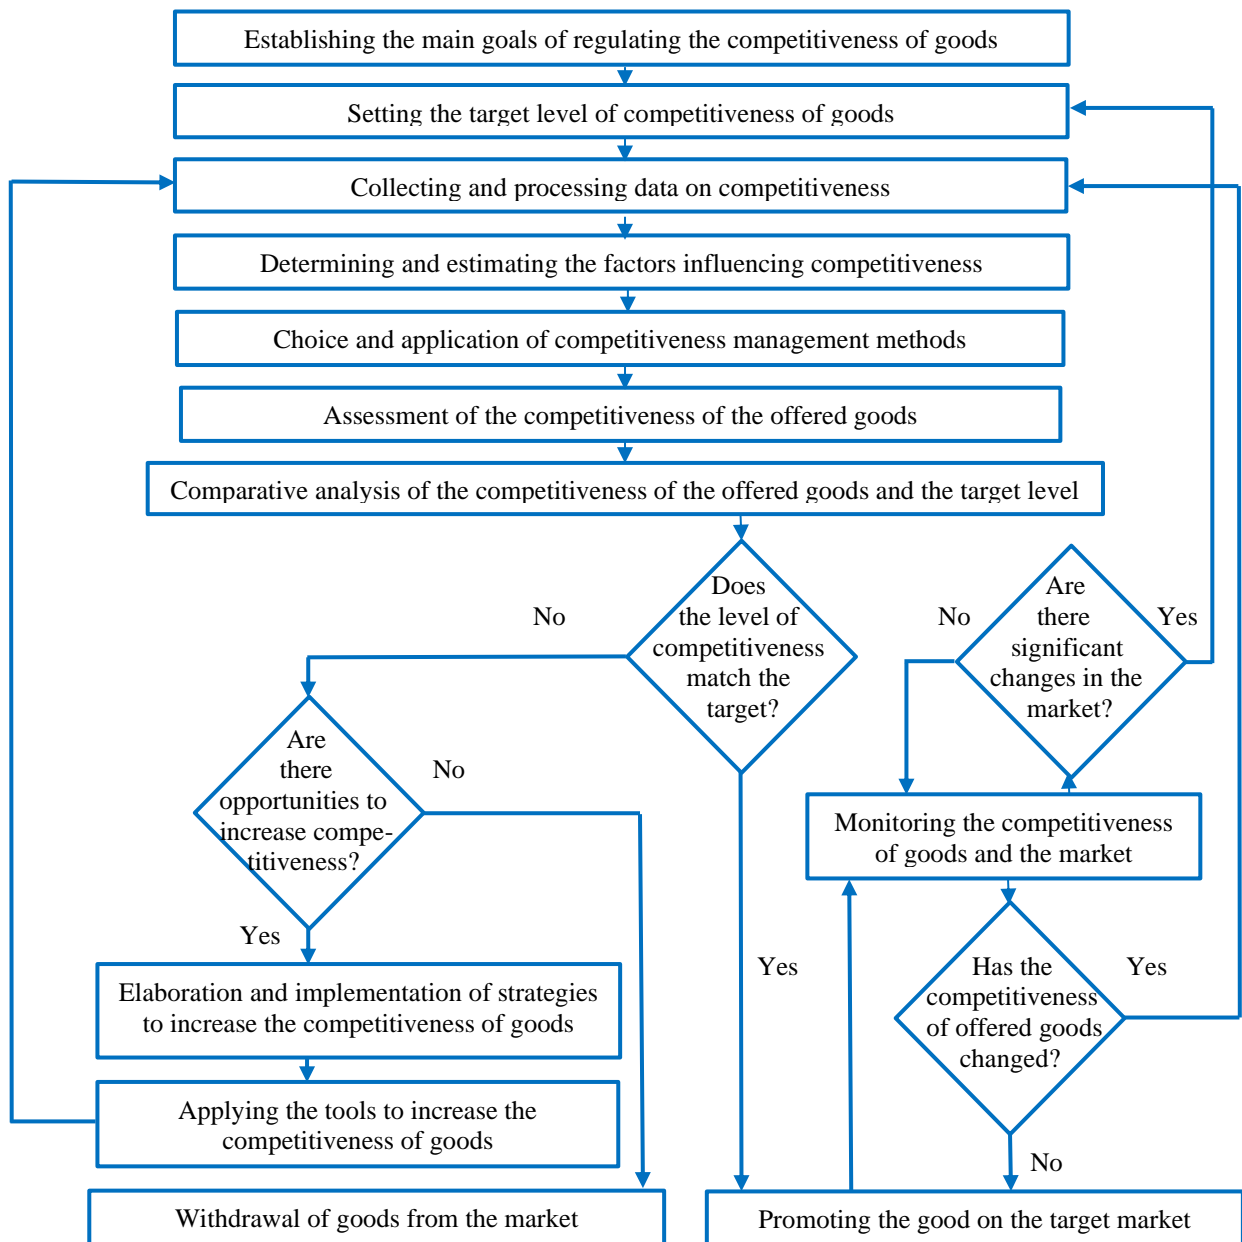 Establishing the main goals of regulating the competitiveness of goods
Setting the target level of competitiveness of goods
Collecting and processing data on competitiveness
Determining and estimating the factors influencing competitiveness
Choice and application of competitiveness management methods
Assessment of the competitiveness of the offered goods
Comparative analysis of the competitiveness of the offered goods and the target level
Does
the level of
competitiveness
match the
target?
No
Yes
Are
there
significant
changes in the
market?
No
Yes
Are
there
opportunities to
increase compe-
titiveness?
No
Yes
Monitoring the competitiveness
of goods and the market
Has the
competitiveness
of offered goods
changed?
Yes
No
Elaboration and implementation of strategies
to increase the competitiveness of goods
Applying the tools to increase the
competitiveness of goods
Withdrawal of goods from the market
Promoting the good on the target market